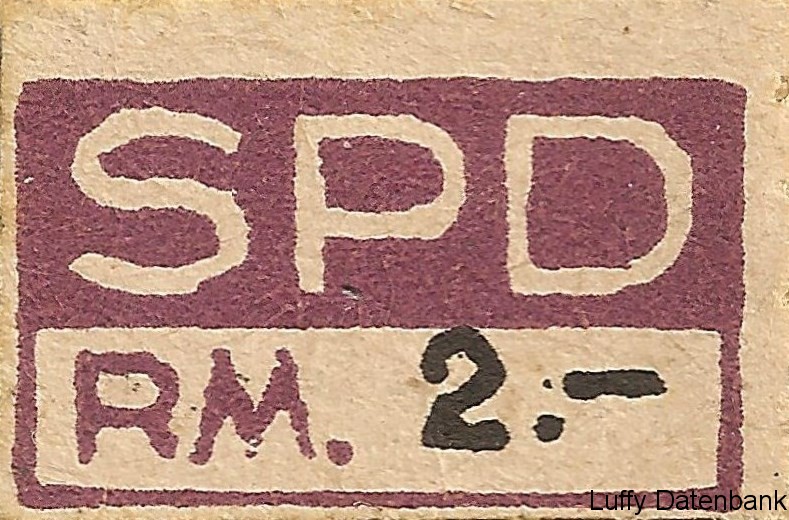 SPD
RM. 2:-
Luffy Datenbank